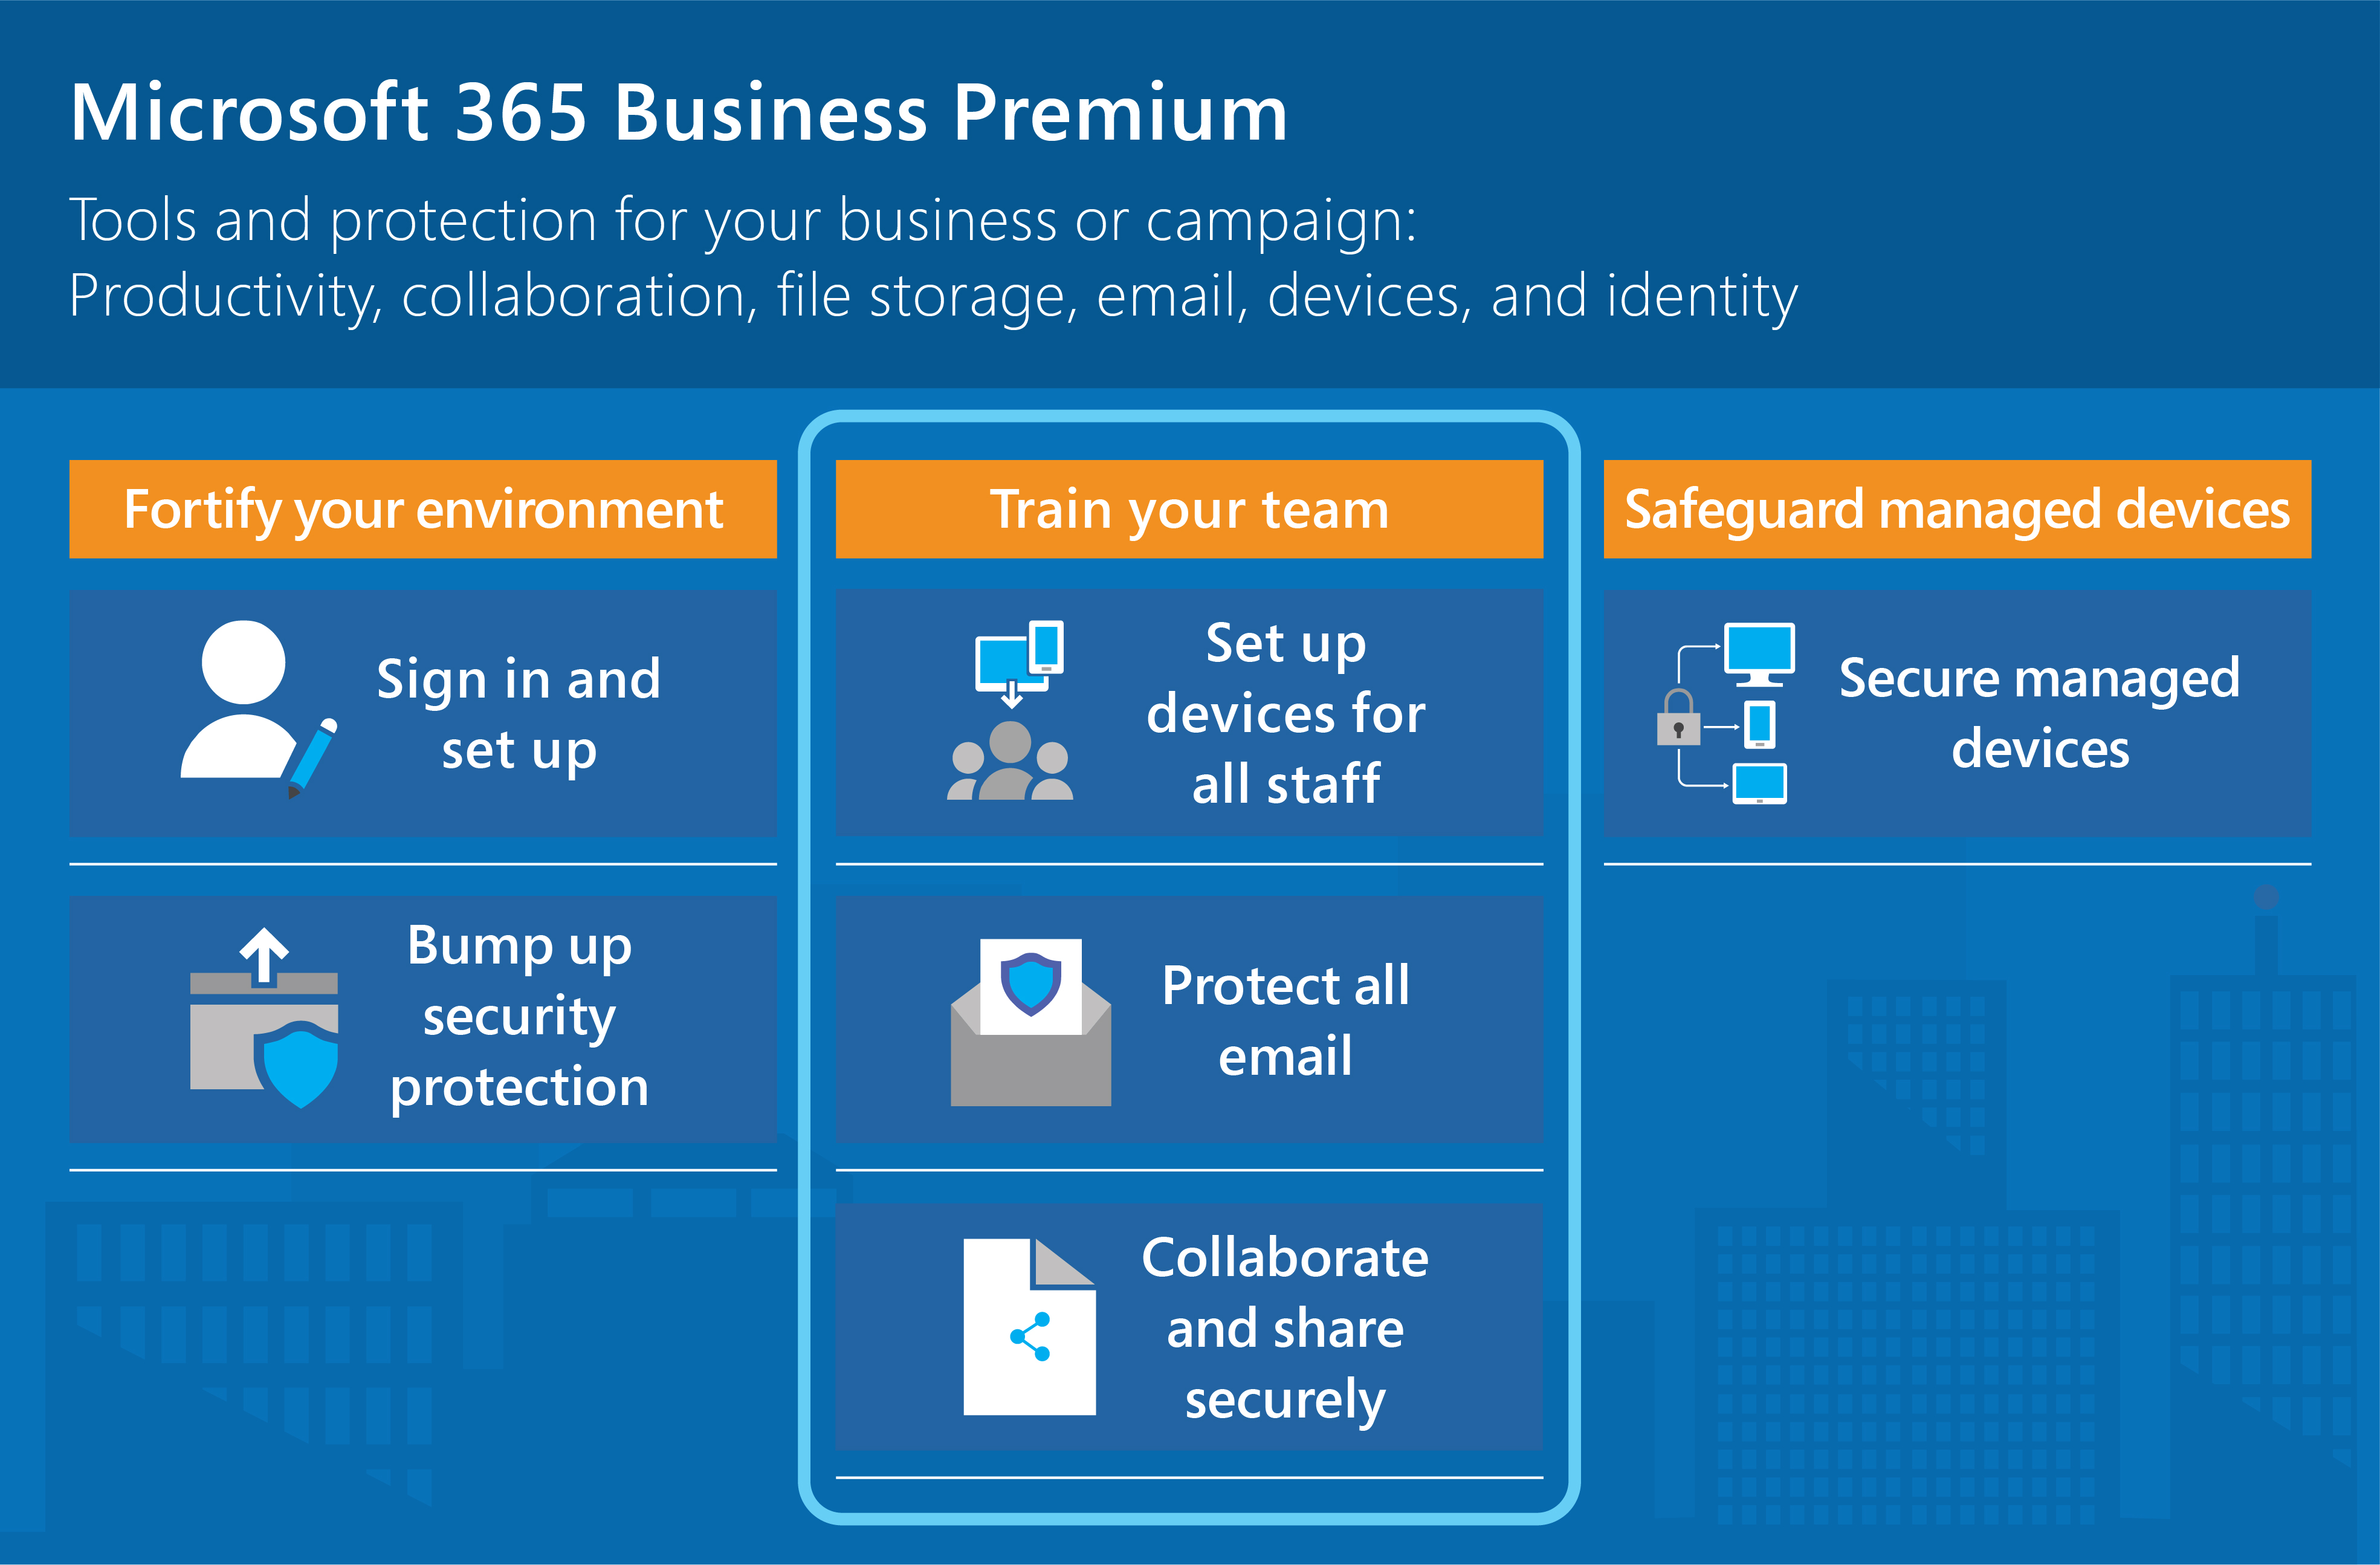 Microsoft 365 Business Premium
Tools and protection for your business or campaign:
Productivity, collaboration, file storage, email, devices, and identity
Fortify your environment
Sign in and
set up
Bump up
security
protection
Train your team
Set up
devices for
all staff
Protect all
email
Collaborate
and share
securely
Safeguard managed devices
Secure managed
devices